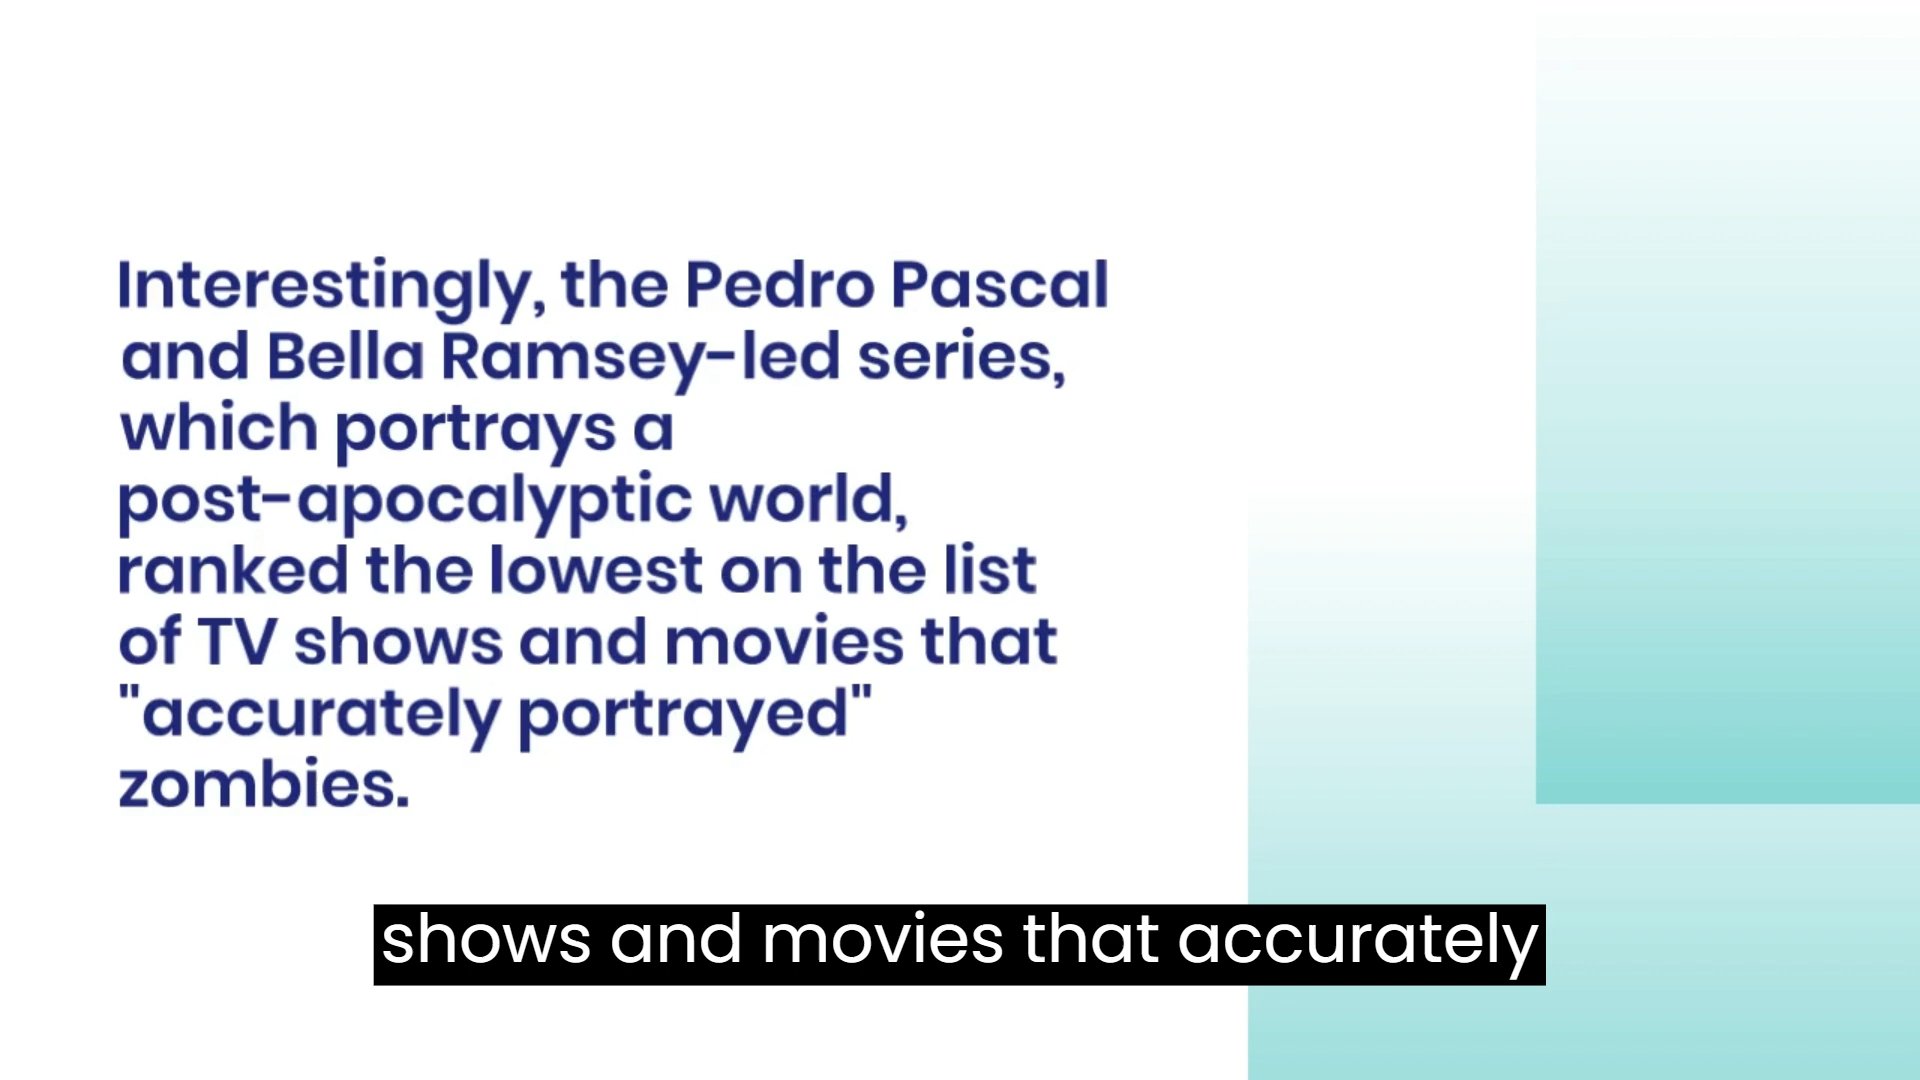 Interestingly, the Pedro Pascal
and Bella Ramsey-led series,
which portrays a
post-apocalyptic world,
ranked the lowest on the list
of TV shows and movies that
"accurately portrayed"
zombies.
shows and movies that accurately